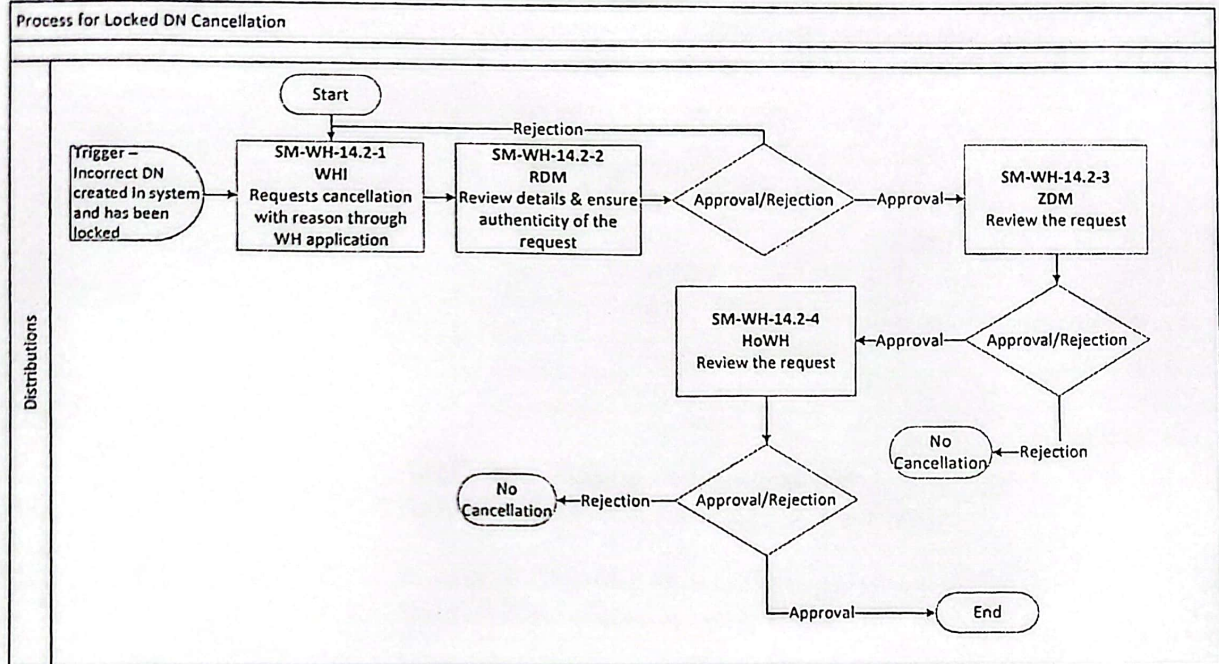 Process for Locked DN Cancellation
Distributions
Start
Trigger –
Incorrect DN
created in system
and has been
locked
SM-WH-14.2-1
WHI
Requests cancellation
with reason through
WH application
SM-WH-14.2-2
RDM
Review details & ensure
authenticity of the
request
Rejection
Approval/Rejection
Approval
SM-WH-14.2-3
ZDM
Review the request
Approval/Rejection
Approval
SM-WH-14.2-4
HoWH
Review the request
Rejection
No
Cancellation
Approval/Rejection
Rejection
No
Cancellation
Approval
End